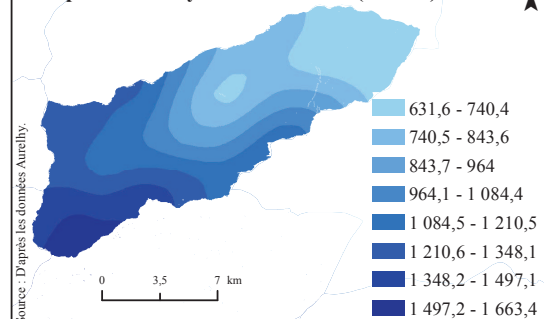 631,6 - 740,4
740,5 - 843,6
843,7 - 964
964,1 - 1 084,4
1 084,5 - 1 210,5
1 210,6 - 1 348,1
1 348,2 - 1 497,1
1 497,2 - 1 663,4
0 3,5 7 km
Source : D'après les données Aurelhy.